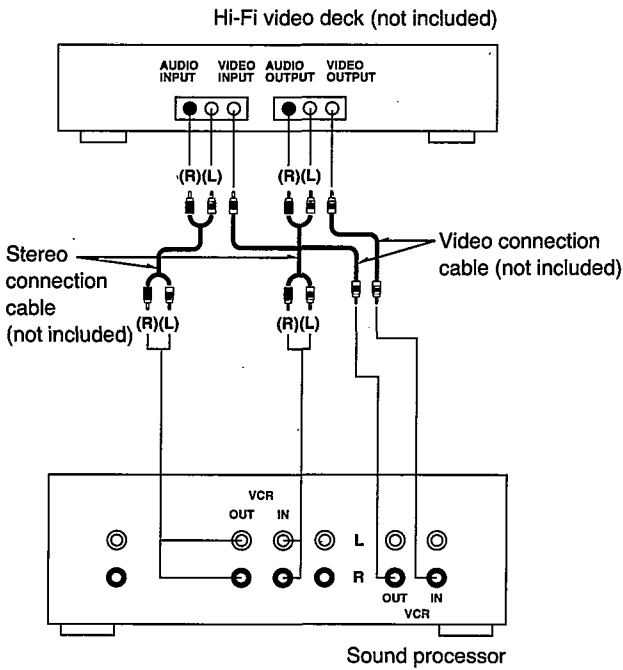 Hi-Fi video deck (not included)
AUDIO INPUT
VIDEO INPUT
AUDIO OUTPUT
VIDEO OUTPUT
(R)(L)
(R)(L)
Stereo
connection
cable
(not included)
Video connection
cable (not included)
(R)(L)
(R)(L)
VCR
OUT IN
L
R
OUT IN
VCR
Sound processor